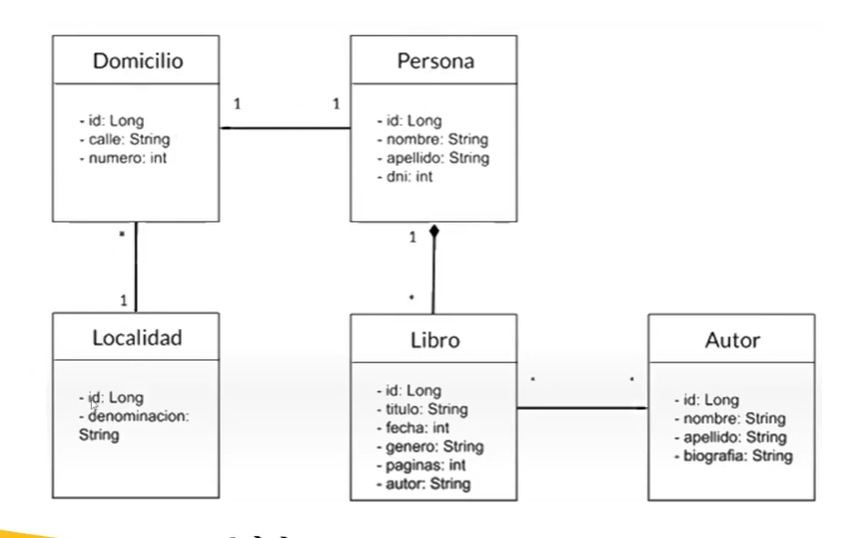 Domicilio
- id: Long
- calle: String
- numero: int
1
1
Persona
- id: Long
- nombre: String
- apellido: String
- dni: int
*
1
1
*
Localidad
- id: Long
- denominacion:
String
Libro
- id: Long
- titulo: String
- fecha: int
- genero: String
- paginas: int
- autor: String
*
*
Autor
- id: Long
- nombre: String
- apellido: String
- biografia: String